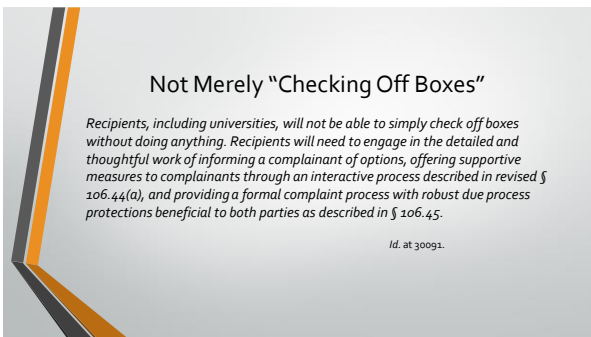 Not Merely “Checking Off Boxes”
Recipients, including universities, will not be able to simply check off boxes
without doing anything. Recipients will need to engage in the detailed and
thoughtful work of informing a complainant of options, offering supportive
measures to complainants through an interactive process described in revised §
106.44(a), and providing a formal complaint process with robust due process
protections beneficial to both parties as described in § 106.45.
Id. at 30091.